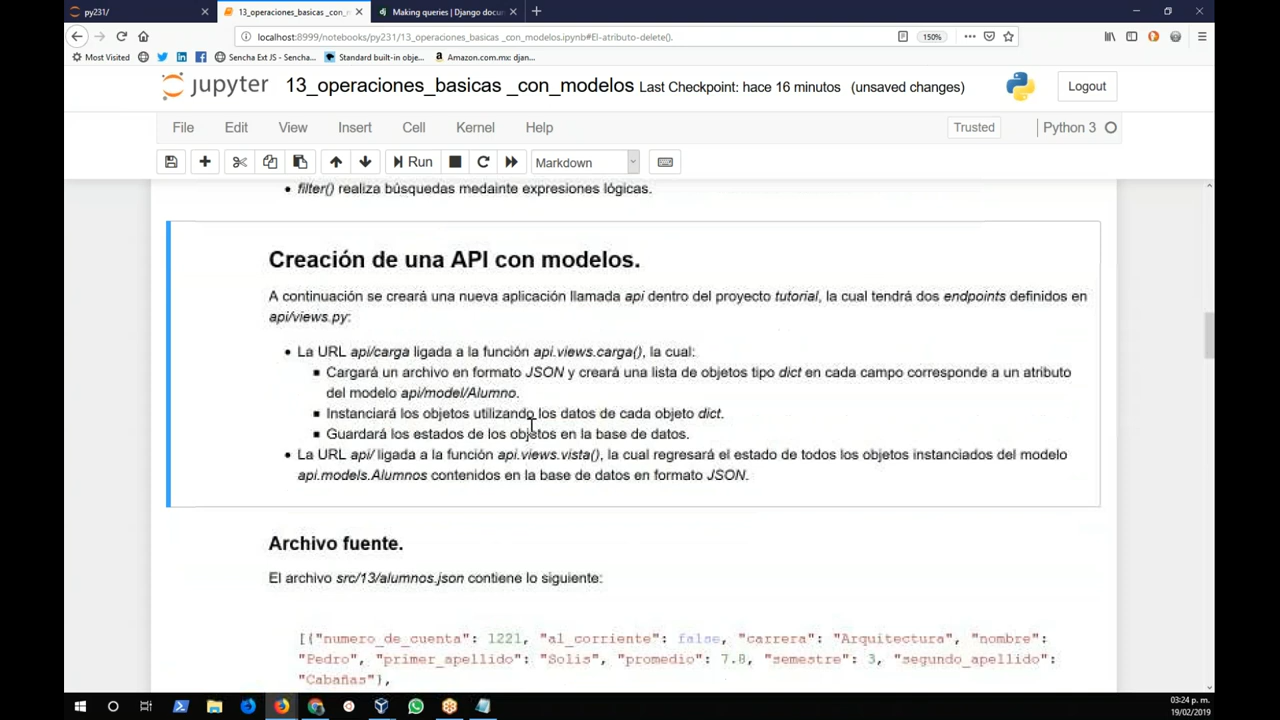 py231/
13_operaciones_basicas _con_m
Making queries | Django docum
localhost:8999/notebooks/py231/13_operaciones_basicas _con_modelos.ipynb#El-atributo-delete().
150%
Most Visited
Sencha Ext JS - Sencha...
Standard built-in obje...
Amazon.com.mx: djan...
jupyter 13_operaciones_basicas _con_modelos Last Checkpoint: hace 16 minutos (unsaved changes)
Logout
File Edit View Insert Cell Kernel Help
Trusted
Python 3
Run
Markdown
filter() realiza búsquedas medainte expresiones lógicas.
Creación de una API con modelos.
A continuación se creará una nueva aplicación llamada api dentro del proyecto tutorial, la cual tendrá dos endpoints definidos en
api/views.py:
La URL api/carga ligada a la función api.views.carga(), la cual:
Cargará un archivo en formato JSON y creará una lista de objetos tipo dict en cada campo corresponde a un atributo
del modelo api/model/Alumno.
Instanciará los objetos utilizando los datos de cada objeto dict.
Guardará los estados de los objetos en la base de datos.
La URL api/ ligada a la función api.views.vista(), la cual regresará el estado de todos los objetos instanciados del modelo
api.models.Alumnos contenidos en la base de datos en formato JSON.
Archivo fuente.
El archivo src/13/alumnos.json contiene lo siguiente:
[{"numero_de_cuenta": 1221, "al_corriente": false, "carrera": "Arquitectura", "nombre":
"Pedro", "primer_apellido": "Solis", "promedio": 7.8, "semestre": 3, "segundo_apellido":
"Cabañas"},
03:24 p. m.
19/02/2019